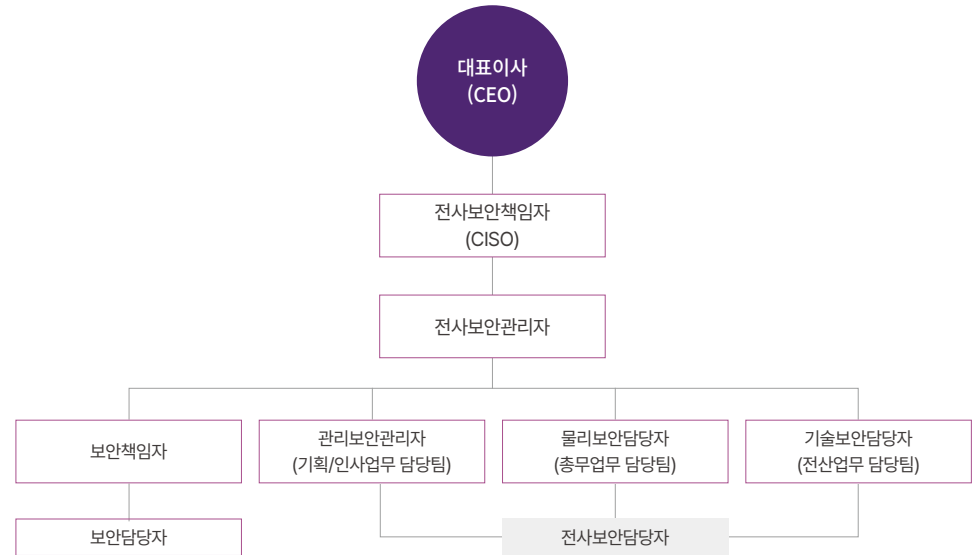 대표이사
(CEO)
전사보안책임자
(CISO)
전사보안관리자
보안책임자
관리보안관리자
(기획/인사업무 담당팀)
물리보안담당자
(총무업무 담당팀)
기술보안담당자
(전산업무 담당팀)
보안담당자
전사보안담당자